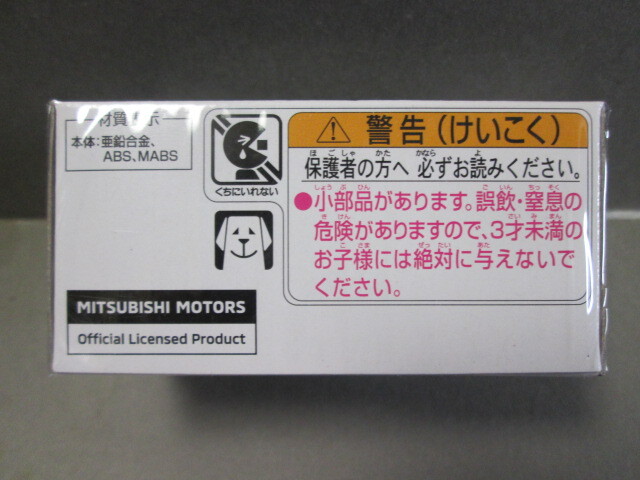 材質表示
本体:亜鉛合金、
ABS、MABS
くちにいれない
MITSUBISHI MOTORS
Official Licensed Product
警告(けいこく)
保護者の方へ 必ずお読みください。
●小部品があります。誤飲・窒息の
危険がありますので、3才未満の
お子様には絶対に与えないで
ください。